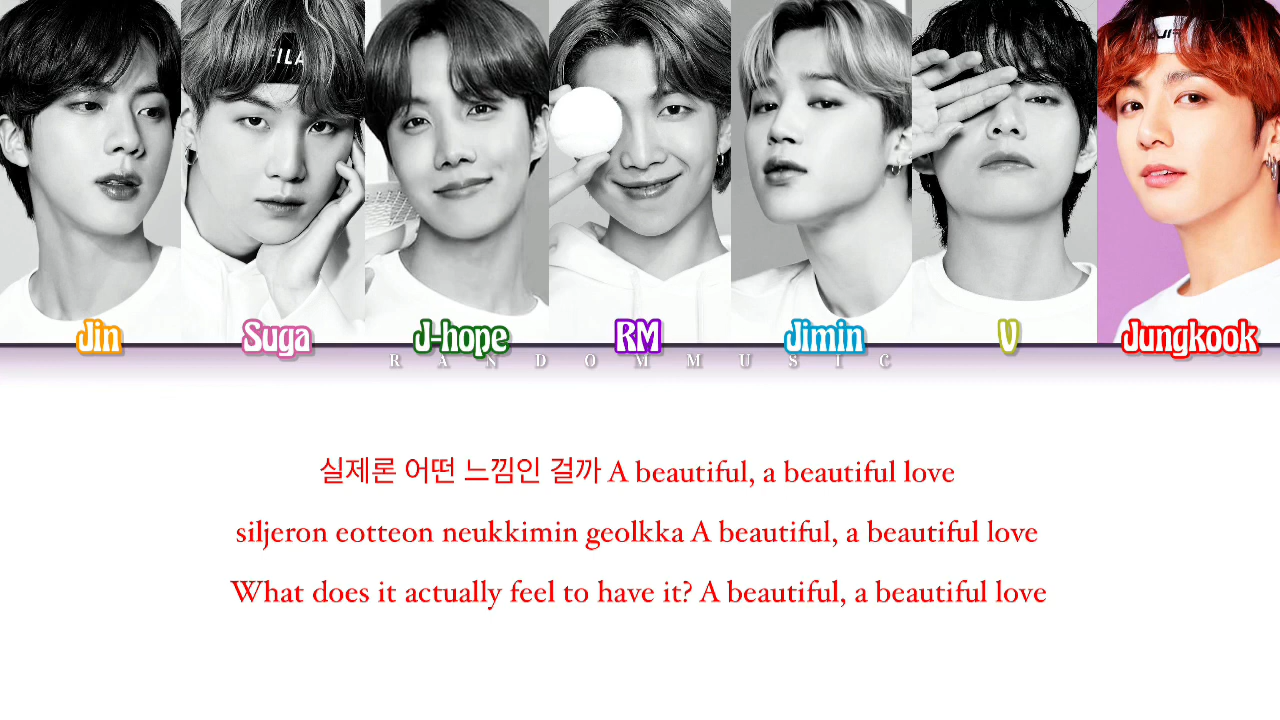 FILA
Jin Suga J-hope RM Jimin V Jungkook
RANDOMMUSIC
실제론 어떤 느낌인 걸까 A beautiful, a beautiful love
siljeron eotteon neukkimin geolkka A beautiful, a beautiful love
What does it actually feel to have it? A beautiful, a beautiful love